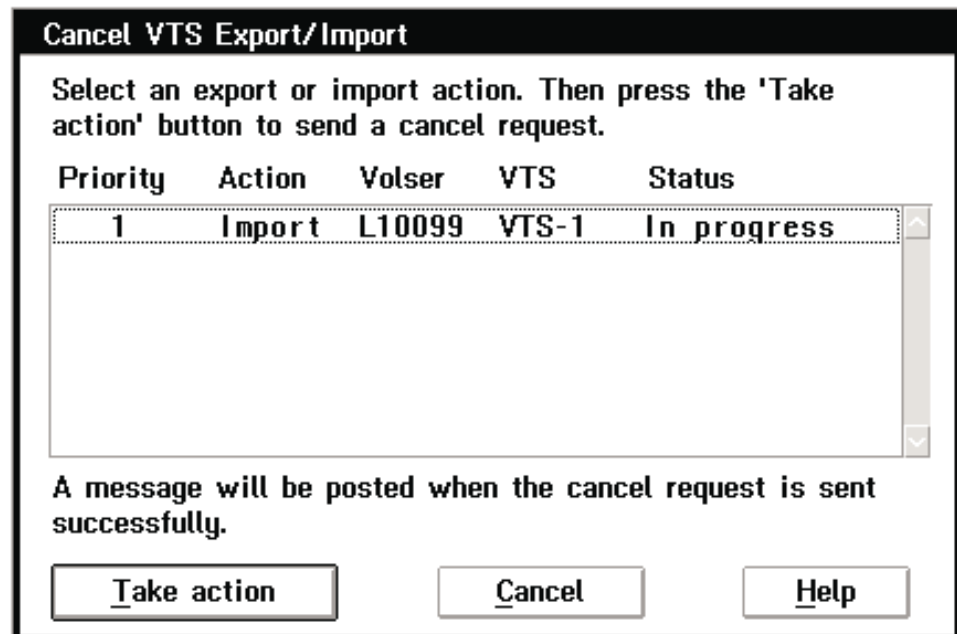 Cancel VTS Export/Import
Select an export or import action. Then press the 'Take
action' button to send a cancel request.
Priority Action Volser VTS Status
1 Import L10099 VTS-1 In progress
A message will be posted when the cancel request is sent
successfully.
Take action Cancel Help